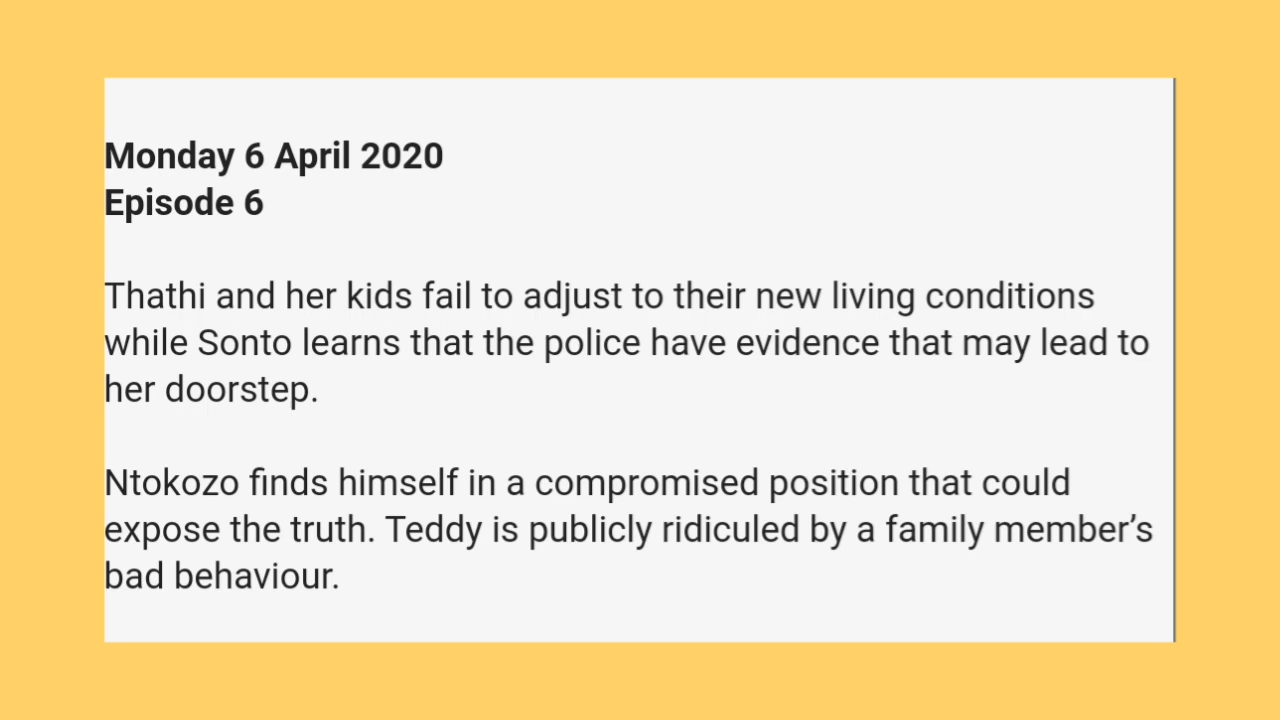 Monday 6 April 2020
Episode 6
Thathi and her kids fail to adjust to their new living conditions
while Sonto learns that the police have evidence that may lead to
her doorstep.
Ntokozo finds himself in a compromised position that could
expose the truth. Teddy is publicly ridiculed by a family member’s
bad behaviour.